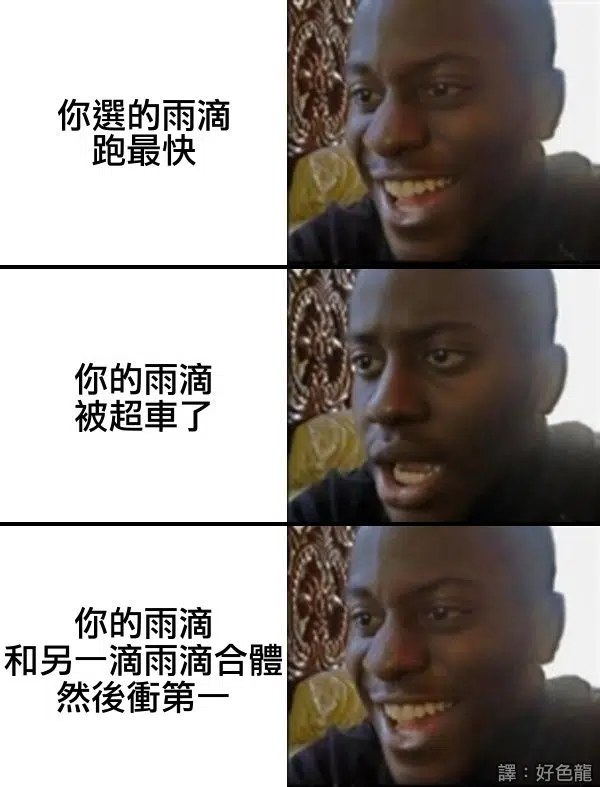 你選的雨滴
跑最快
你的雨滴
被超車了
你的雨滴
和另一滴雨滴合體
然後衝第一
譯：好色龍